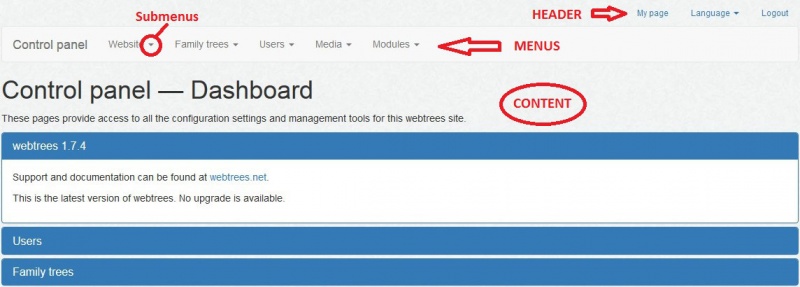 Submenus
HEADER My page Language Logout
Control panel Website Family trees Users Media Modules MENUS
Control panel — Dashboard
CONTENT
These pages provide access to all the configuration settings and management tools for this webtrees site.
webtrees 1.7.4
Support and documentation can be found at webtrees.net.
This is the latest version of webtrees. No upgrade is available.
Users
Family trees